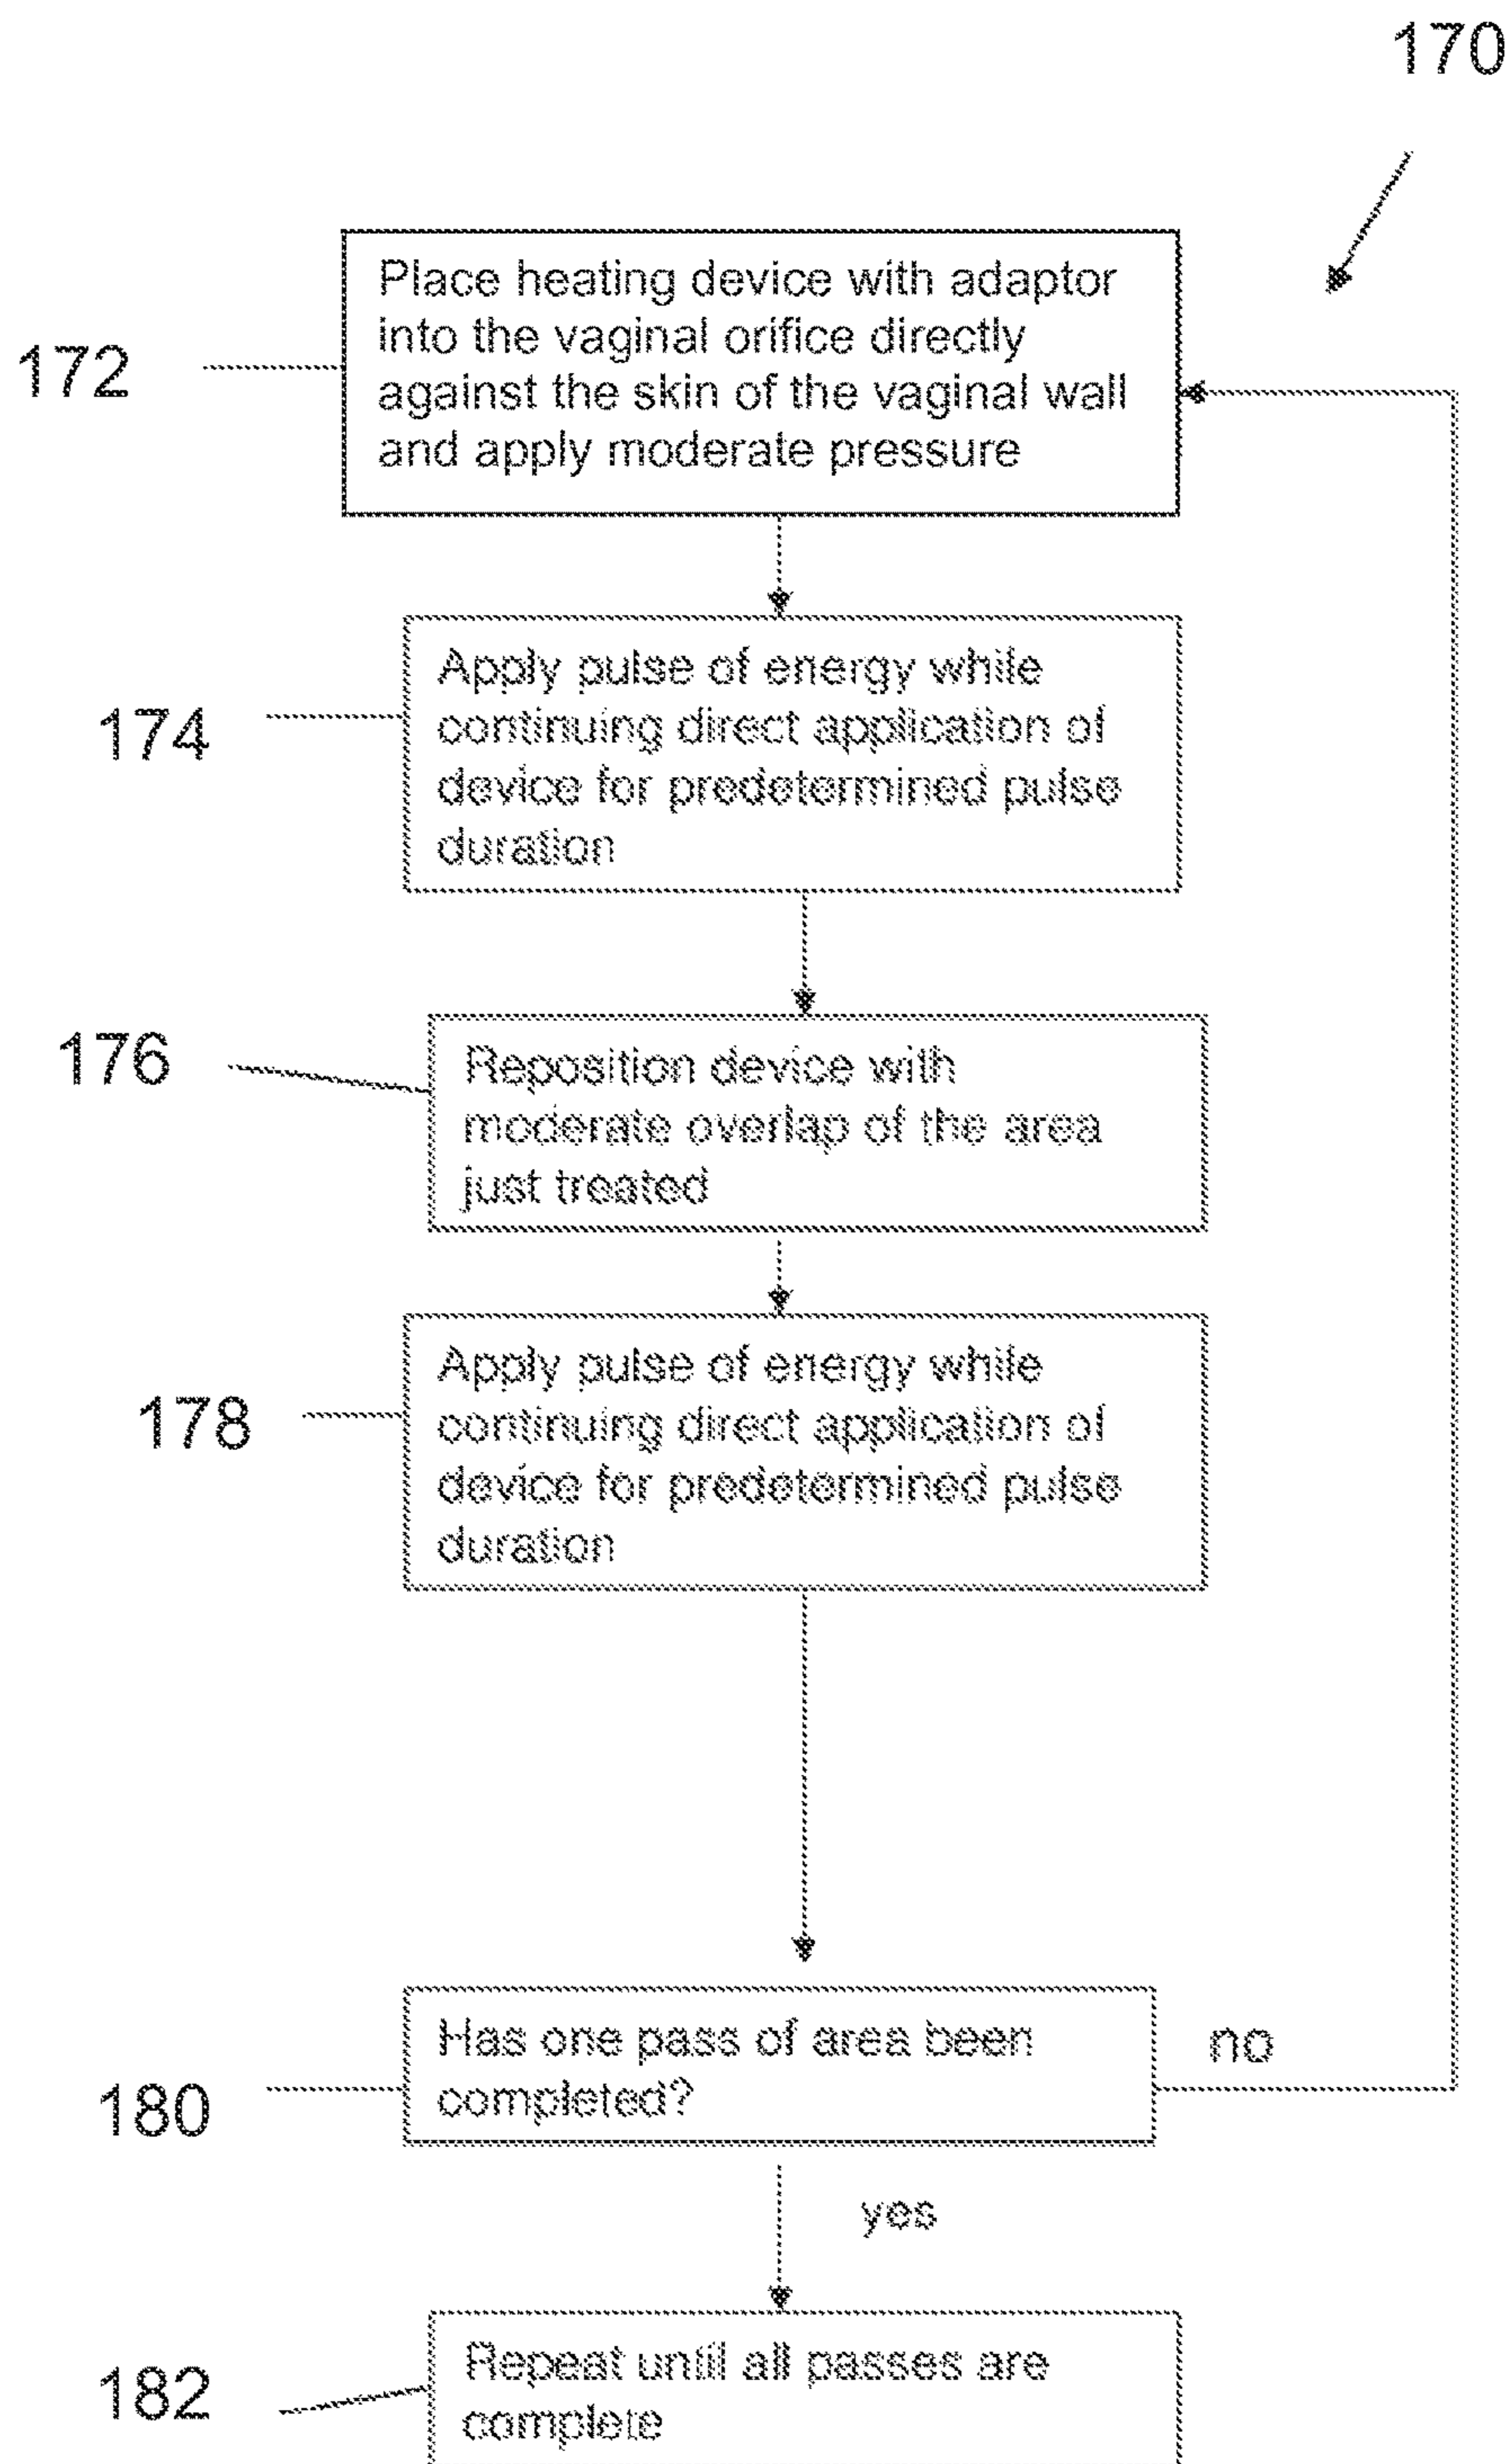 170
172
Place heating device with adaptor
into the vaginal orifice directly
against the skin of the vaginal wall
and apply moderate pressure
174
Apply pulse of energy while
continuing direct application of
device for predetermined pulse
duration
176
Reposition device with
moderate overlap of the area
just treated
178
Apply pulse of energy while
continuing direct application of
device for predetermined pulse
duration
180
Has one pass of area been
completed?
no
yes
182
Repeat until all passes are
complete